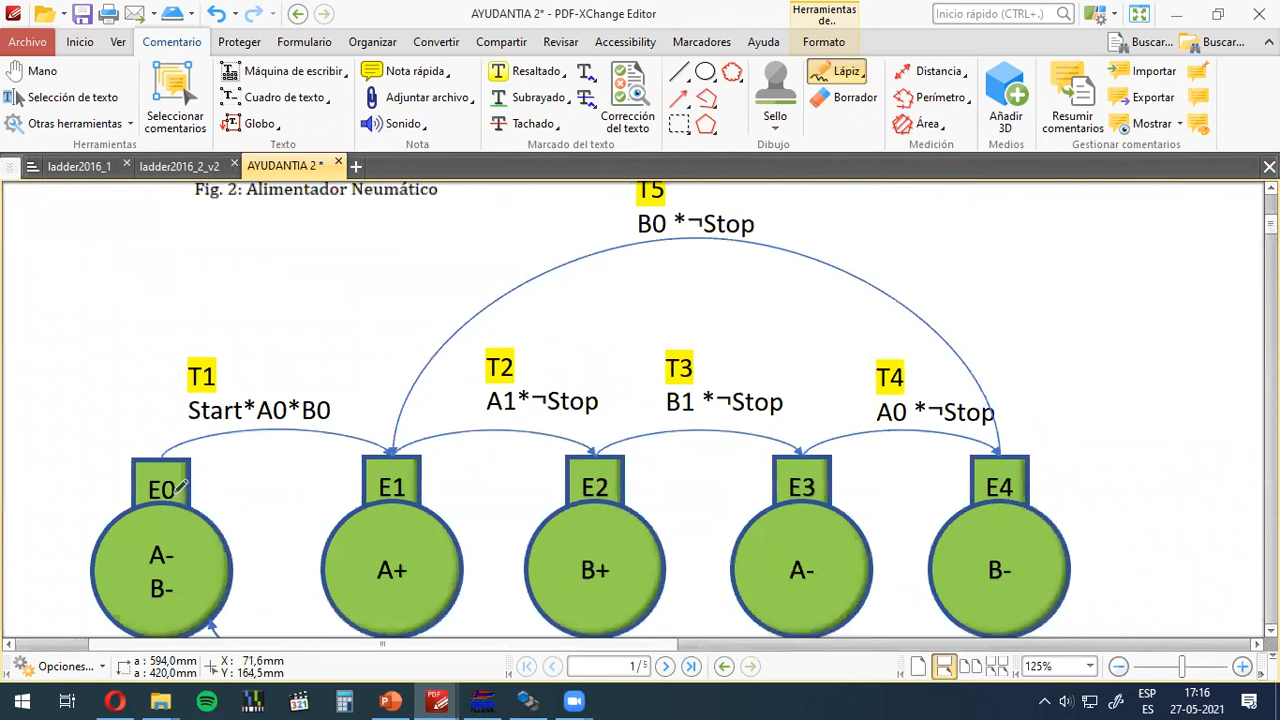 AYUDANTIA 2 * - PDF-XChange Editor
Herramientas de..
Inicio rápido (CTRL+.)
Archivo
Inicio
Ver
Comentario
Proteger
Formulario
Organizar
Convertir
Compartir
Revisar
Accessibility
Marcadores
Ayuda
Formato
Buscar...
Buscar...
Mano
Selección de texto
Otras herramientas
Seleccionar comentarios
Herramientas
Máquina de escribir
Cuadro de texto
Globo
Texto
Nota rápida
Adjuntar archivo
Sonido
Nota
Resaltado
Subrayado
Tachado
Corrección del texto
Marcado del texto
Sello
Lápiz
Borrador
Dibujo
Distancia
Perímetro
Área
Medición
Añadir 3D
Medios
Resumir comentarios
Importar
Exportar
Mostrar
Gestionar comentarios
ladder2016_1
ladder2016_2_v2
AYUDANTIA 2 *
Fig. 2: Alimentador Neumático
T5
B0 *¬Stop
T1
Start*A0*B0
T2
A1*¬Stop
T3
B1 *¬Stop
T4
A0 *¬Stop
E0
E1
E2
E3
E4
A-
B-
A+
B+
A-
B-
Opciones...
a : 594,0mm
a : 420,0mm
X : 71,6mm
Y : 164,5mm
1/5
125%
PDF
321
ESP
ES
17:16
27-05-2021